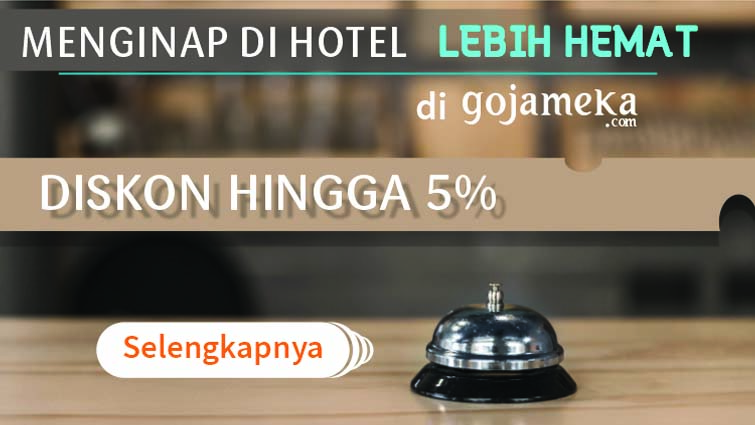 MENGINAP DI HOTEL LEBIH HEMAT
di gojameka.com
DISKON HINGGA 5%
Selengkapnya